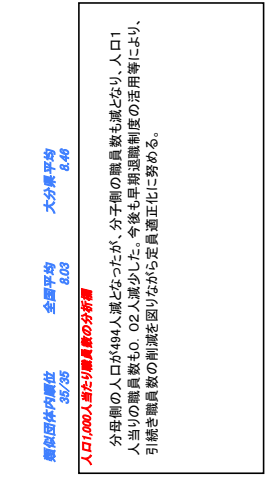 類似団体内順位 全国平均 大分県平均
35/35 8.03 8.46
人口1,000人当たり職員数の分析欄
分母側の人口が494人減となったが、分子側の職員数も減となり、人口1
人当りの職員数も0．02人減少した。今後も早期退職制度の活用等により、
引続き職員数の削減を図りながら定員適正化に努める。